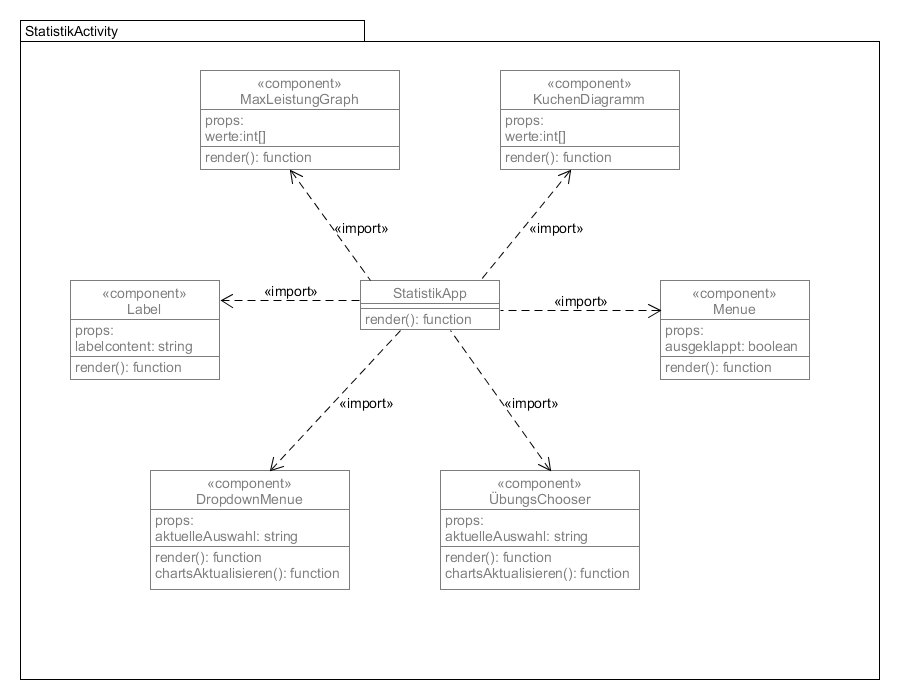 StatistikActivity
«component»
MaxLeistungGraph
props:
werte:int[]
render(): function
«component»
KuchenDiagramm
props:
werte:int[]
render(): function
«import»
«import»
«component»
Label
props:
labelcontent: string
render(): function
«import»
StatistikApp
render(): function
«import»
«component»
Menue
props:
ausgeklappt: boolean
render(): function
«import»
«import»
«component»
DropdownMenue
props:
aktuelleAuswahl: string
render(): function
chartsAktualisieren(): function
«component»
ÜbungsChooser
props:
aktuelleAuswahl: string
render(): function
chartsAktualisieren(): function